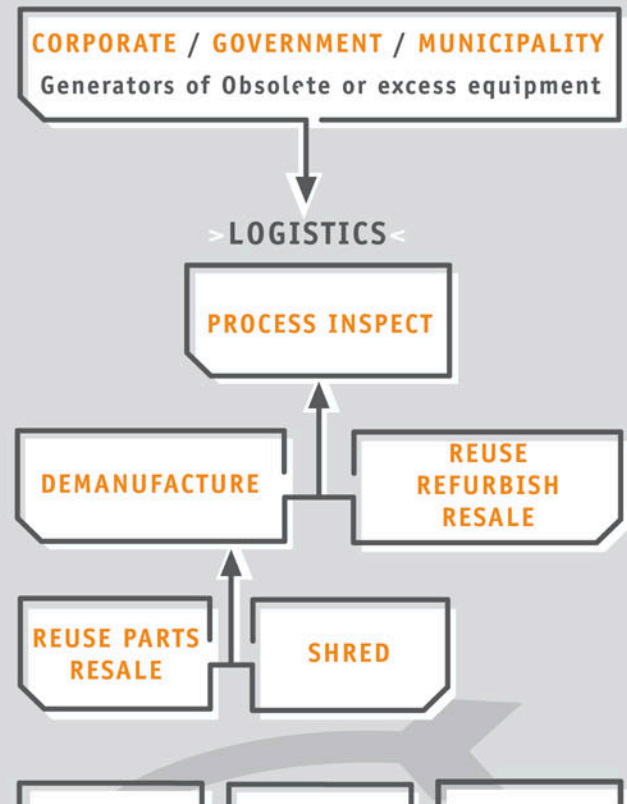 CORPORATE / GOVERNMENT / MUNICIPALITY
Generators of Obsolete or excess equipment
>LOGISTICS<
PROCESS INSPECT
DEMANUFACTURE
REUSE
REFURBISH
RESALE
REUSE PARTS
RESALE
SHRED